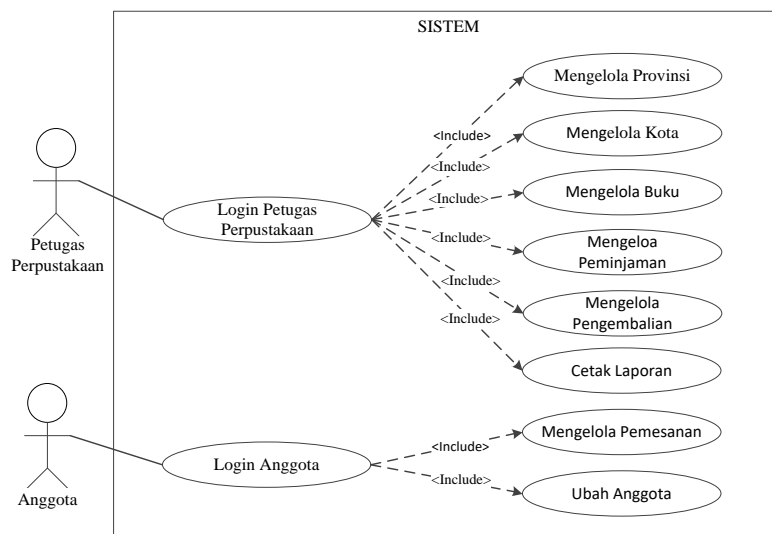 SISTEM
Mengelola Provinsi
<Include>
Mengelola Kota
<Include>
Mengelola Buku
<Include>
Login Petugas
Perpustakaan
Petugas
Perpustakaan
<Include>
Mengeloa
Peminjaman
<Include>
Mengelola
Pengembalian
<Include>
Cetak Laporan
Mengelola Pemesanan
<Include>
Login Anggota
<Include>
Ubah Anggota
Anggota